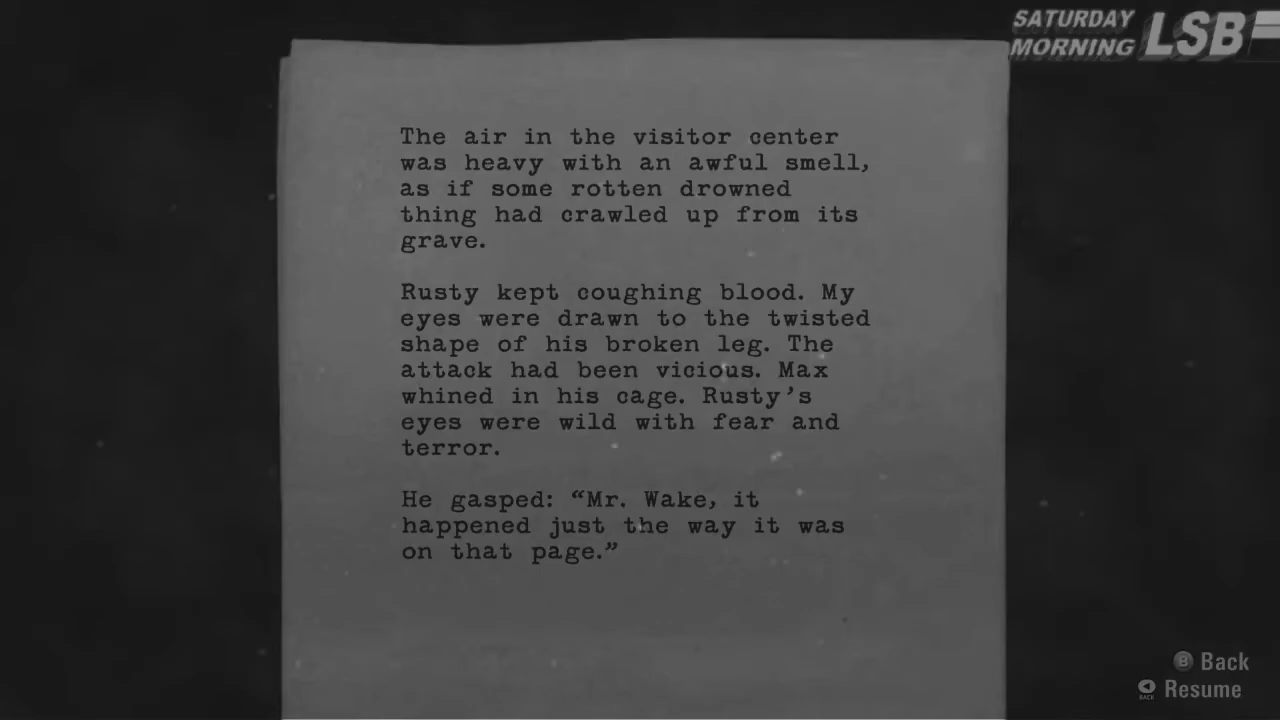 SATURDAY
MORNING LSB
The air in the visitor center
was heavy with an awful smell,
as if some rotten drowned
thing had crawled up from its
grave.
Rusty kept coughing blood. My
eyes were drawn to the twisted
shape of his broken leg. The
attack had been vicious. Max
whined in his cage. Rusty’s
eyes were wild with fear and
terror.
He gasped: “Mr. Wake, it
happened just the way it was
on that page.”
B Back
BACK Resume